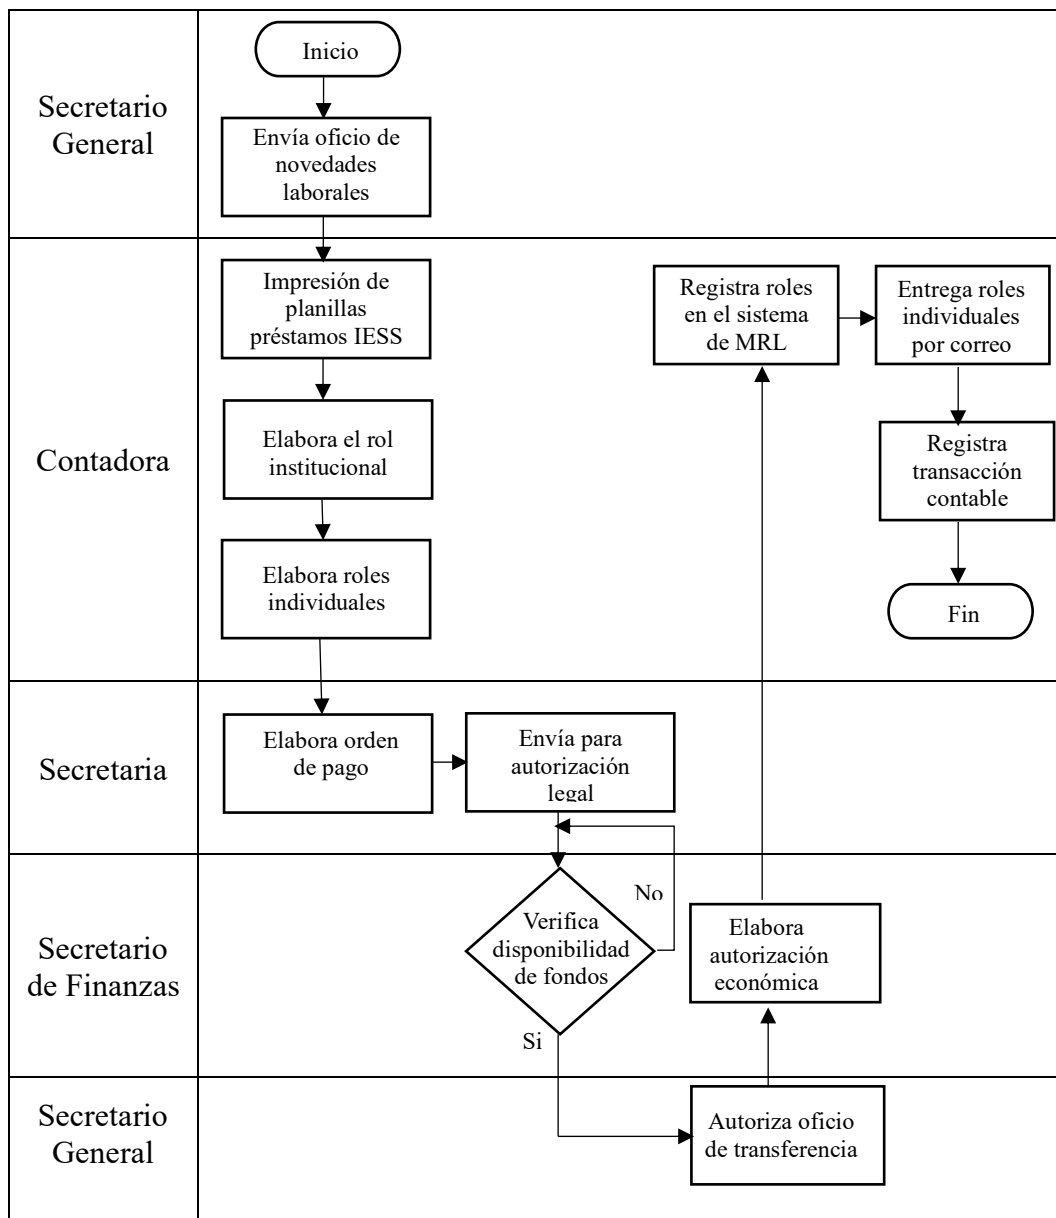 Secretario
General
Inicio
Envía oficio de
novedades
laborales
Contadora
Impresión de
planillas
préstamos IESS
Elabora el rol
institucional
Elabora roles
individuales
Registra roles
en el sistema
de MRL
Entrega roles
individuales
por correo
Registra
transacción
contable
Fin
Secretaria
Elabora orden
de pago
Envía para
autorización
legal
Secretario
de Finanzas
Verifica
disponibilidad
de fondos
No
Si
Elabora
autorización
económica
Secretario
General
Autoriza oficio
de transferencia